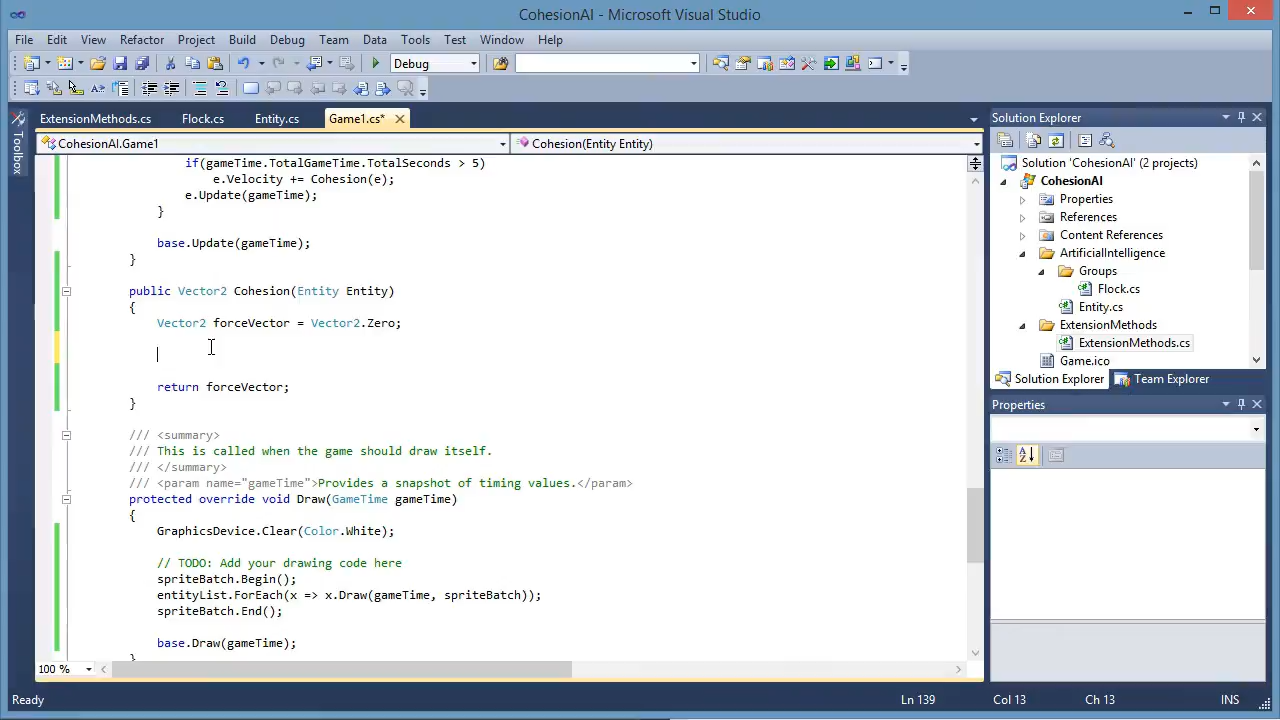 CohesionAI - Microsoft Visual Studio
File Edit View Refactor Project Build Debug Team Data Tools Test Window Help
Debug
ExtensionMethods.cs Flock.cs Entity.cs Game1.cs*
Toolbox
CohesionAI.Game1 Cohesion(Entity Entity)
if(gameTime.TotalGameTime.TotalSeconds > 5)
e.Velocity += Cohesion(e);
e.Update(gameTime);
}
base.Update(gameTime);
}
public Vector2 Cohesion(Entity Entity)
{
Vector2 forceVector = Vector2.Zero;
return forceVector;
}
/// <summary>
/// This is called when the game should draw itself.
/// </summary>
/// <param name="gameTime">Provides a snapshot of timing values.</param>
protected override void Draw(GameTime gameTime)
{
GraphicsDevice.Clear(Color.White);
// TODO: Add your drawing code here
spriteBatch.Begin();
entityList.ForEach(x => x.Draw(gameTime, spriteBatch));
spriteBatch.End();
base.Draw(gameTime);
}
100 %
Solution Explorer
Solution 'CohesionAI' (2 projects)
CohesionAI
Properties
References
Content References
ArtificialIntelligence
Groups
Flock.cs
Entity.cs
ExtensionMethods
ExtensionMethods.cs
Game.ico
Solution Explorer Team Explorer
Properties
Ready Ln 139 Col 13 Ch 13 INS